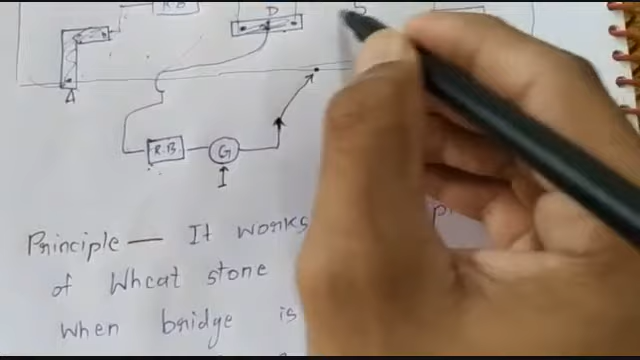 R.B
D
S
A
R.B.
G
I
Principle — It works
of Wheat stone
when bridge is